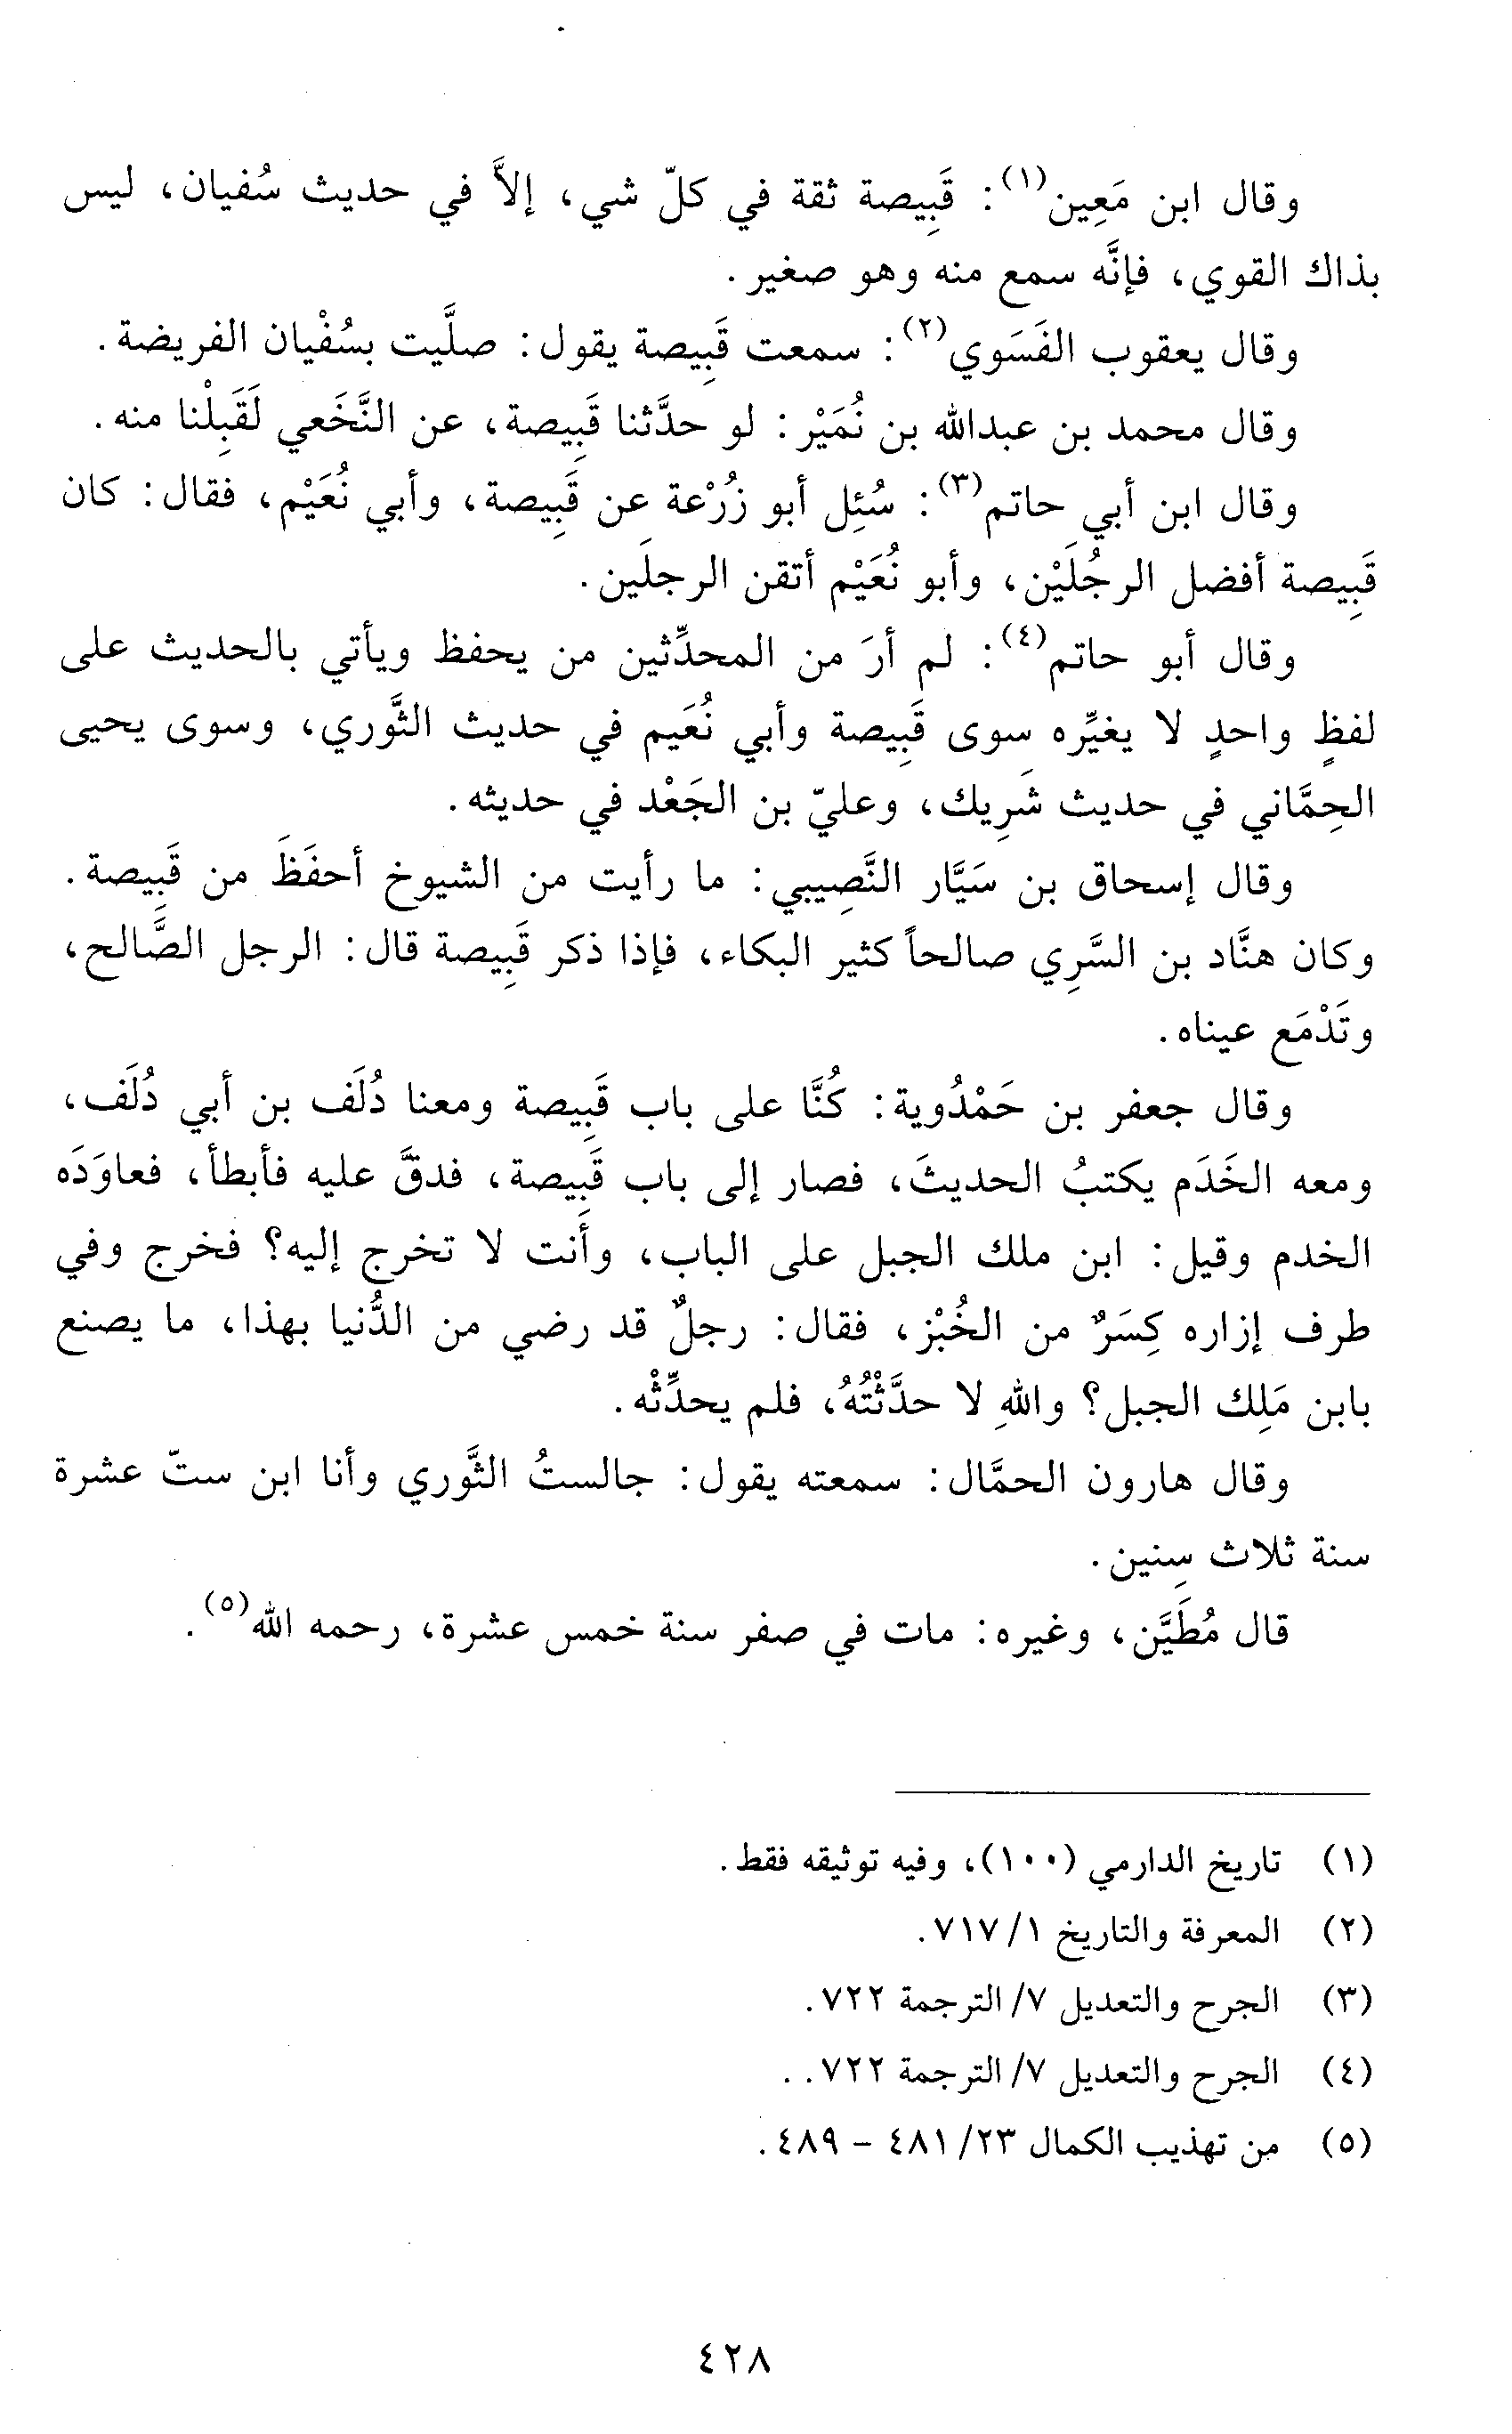 وقال ابن مَعِين(١): قَبِيصة ثقة في كلّ شي، إلاَّ في حديث سُفيان، ليس
بذاك القوي، فإنَّه سمع منه وهو صغير.
وقال يعقوب الفَسَوي(٢): سمعت قَبِيصة يقول: صلَّيت بسُفْيان الفريضة.
وقال محمد بن عبدالله بن نُمَيْر: لو حدَّثنا قَبِيصة، عن النَّخَعي لَقَبِلْنا منه.
وقال ابن أبي حاتم(٣): سُئِل أبو زُرْعة عن قَبِيصة، وأبي نُعَيْم، فقال: كان
قَبِيصة أفضل الرجُلَيْن، وأبو نُعَيْم أتقن الرجلَين.
وقال أبو حاتم(٤): لم أرَ من المحدِّثين من يحفظ ويأتي بالحديث على
لفظٍ واحدٍ لا يغيِّره سوى قَبِيصة وأبي نُعَيم في حديث الثَّوري، وسوى يحيى
الحِمَّاني في حديث شَرِيك، وعليّ بن الجَعْد في حديثه.
وقال إسحاق بن سَيَّار النَّصِيبي: ما رأيت من الشيوخ أحفَظَ من قَبِيصة.
وكان هنَّاد بن السَّرِي صالحاً كثير البكاء، فإذا ذكر قَبِيصة قال: الرجل الصَّالح،
وتَدْمَع عيناه.
وقال جعفر بن حَمْدُوية: كُنَّا على باب قَبِيصة ومعنا دُلَف بن أبي دُلَف،
ومعه الخَدَم يكتبُ الحديثَ، فصار إلى باب قَبِيصة، فدقَّ عليه فأبطأ، فعاوَدَه
الخدم وقيل: ابن ملك الجبل على الباب، وأنت لا تخرج إليه؟ فخرج وفي
طرف إزاره كِسَرٌ من الخُبْز، فقال: رجلٌ قد رضي من الدُّنيا بهذا، ما يصنع
بابن مَلِك الجبل؟ واللهِ لا حدَّثْتُهُ، فلم يحدِّثْه.
وقال هارون الحمَّال: سمعته يقول: جالستُ الثَّوري وأنا ابن ستّ عشرة
سنة ثلاث سِنين.
قال مُطَيَّن، وغيره: مات في صفر سنة خمس عشرة، رحمه الله(٥).
(١) تاريخ الدارمي (١٠٠)، وفيه توثيقه فقط.
(٢) المعرفة والتاريخ ١/ ٧١٧.
(٣) الجرح والتعديل ٧/ الترجمة ٧٢٢.
(٤) الجرح والتعديل ٧/ الترجمة ٧٢٢. .
(٥) من تهذيب الكمال ٢٣/ ٤٨١ - ٤٨٩.
٤٢٨